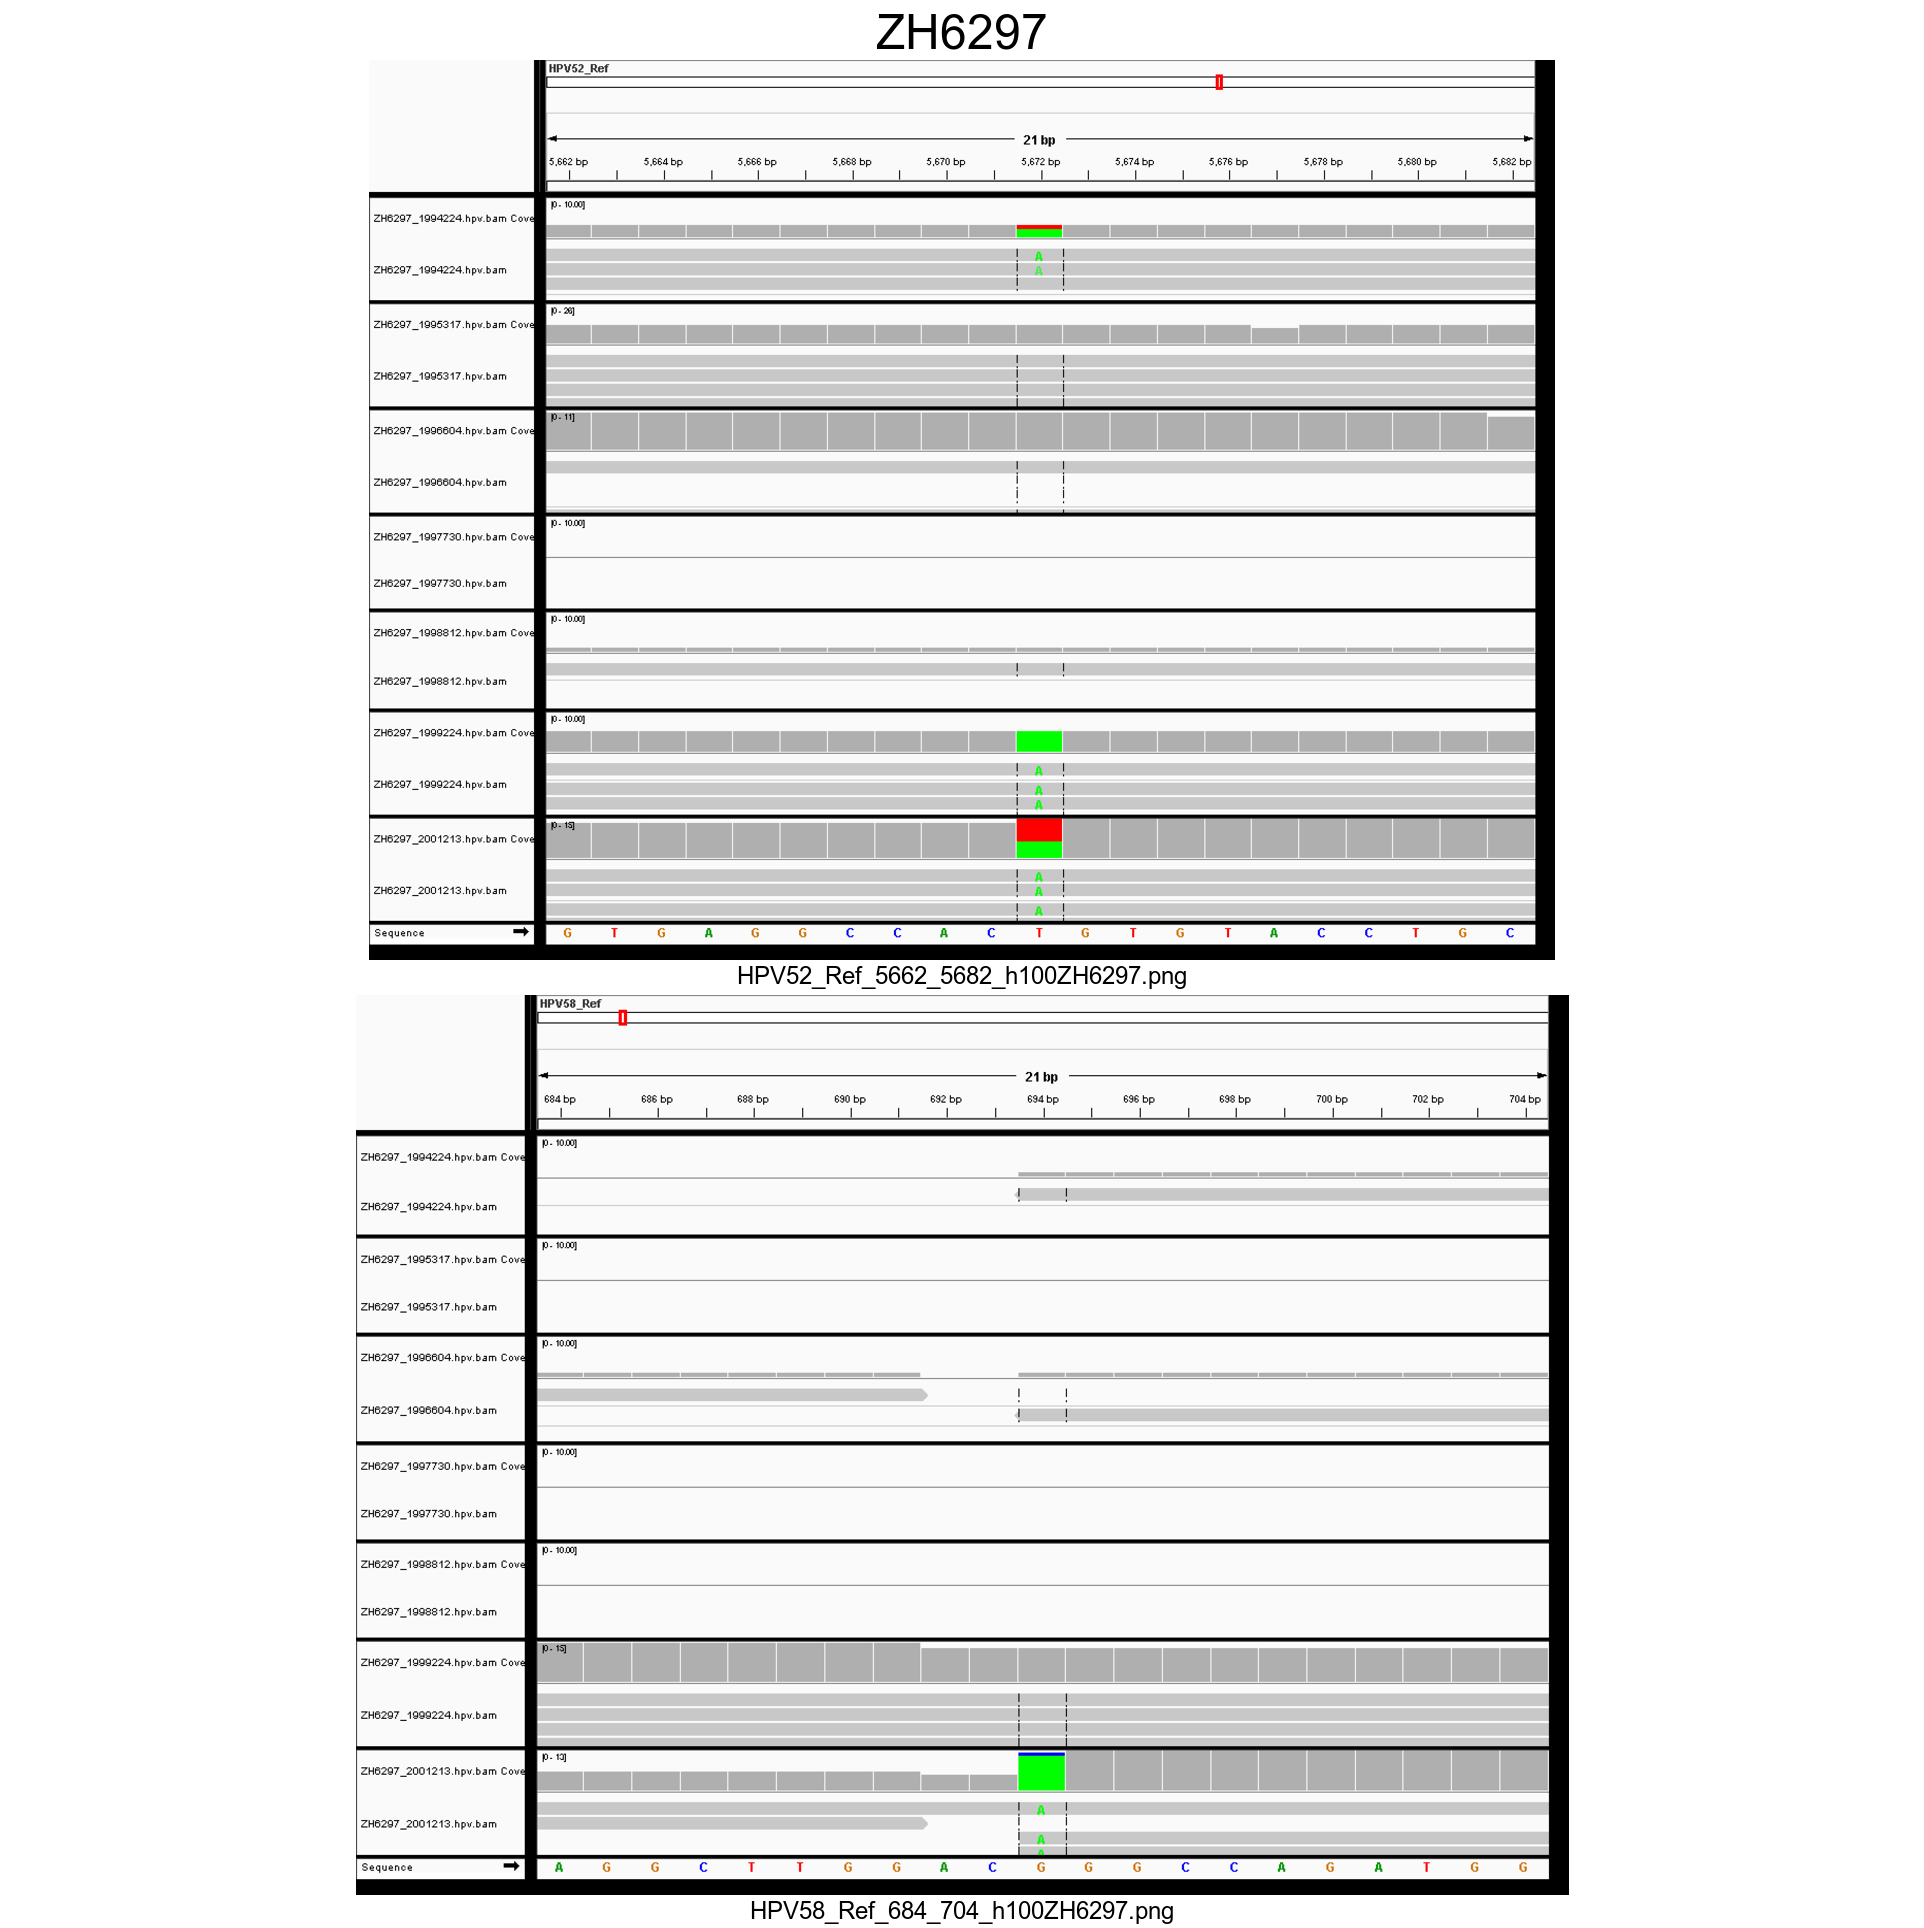 ZH6297
HPV52_Ref
21 bp
5,662 bp 5,664 bp 5,666 bp 5,668 bp 5,670 bp 5,672 bp 5,674 bp 5,676 bp 5,678 bp 5,680 bp 5,682 bp
[0 - 10.00]
ZH6297_1994224.hpv.bam Cove
A
ZH6297_1994224.hpv.bam
A
[0 - 26]
ZH6297_1995317.hpv.bam Cove
ZH6297_1995317.hpv.bam
[0 - 11]
ZH6297_1996604.hpv.bam Cove
ZH6297_1996604.hpv.bam
[0 - 10.00]
ZH6297_1997730.hpv.bam Cove
ZH6297_1997730.hpv.bam
[0 - 10.00]
ZH6297_1998812.hpv.bam Cove
ZH6297_1998812.hpv.bam
[0 - 10.00]
ZH6297_1999224.hpv.bam Cove
A
ZH6297_1999224.hpv.bam
A
A
[0 - 15]
ZH6297_2001213.hpv.bam Cove
A
ZH6297_2001213.hpv.bam
A
A
Sequence G T G A G G C C A C T G T G T A C C T G C
HPV52_Ref_5662_5682_h100ZH6297.png
HPV58_Ref
21 bp
684 bp 686 bp 688 bp 690 bp 692 bp 694 bp 696 bp 698 bp 700 bp 702 bp 704 bp
[0 - 10.00]
ZH6297_1994224.hpv.bam Cove
ZH6297_1994224.hpv.bam
[0 - 10.00]
ZH6297_1995317.hpv.bam Cove
ZH6297_1995317.hpv.bam
[0 - 10.00]
ZH6297_1996604.hpv.bam Cove
ZH6297_1996604.hpv.bam
[0 - 10.00]
ZH6297_1997730.hpv.bam Cove
ZH6297_1997730.hpv.bam
[0 - 10.00]
ZH6297_1998812.hpv.bam Cove
ZH6297_1998812.hpv.bam
[0 - 15]
ZH6297_1999224.hpv.bam Cove
ZH6297_1999224.hpv.bam
[0 - 13]
ZH6297_2001213.hpv.bam Cove
A
ZH6297_2001213.hpv.bam
A
A
Sequence A G G C T T G G A C G G G C C A G A T G G
HPV58_Ref_684_704_h100ZH6297.png